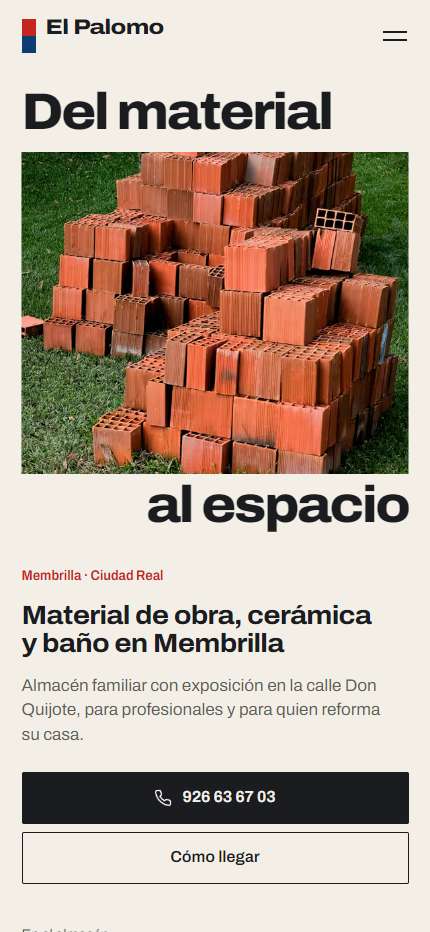 El Palomo
Del material
al espacio
Membrilla · Ciudad Real
Material de obra, cerámica
y baño en Membrilla
Almacén familiar con exposición en la calle Don
Quijote, para profesionales y para quien reforma
su casa.
926 63 67 03
Cómo llegar